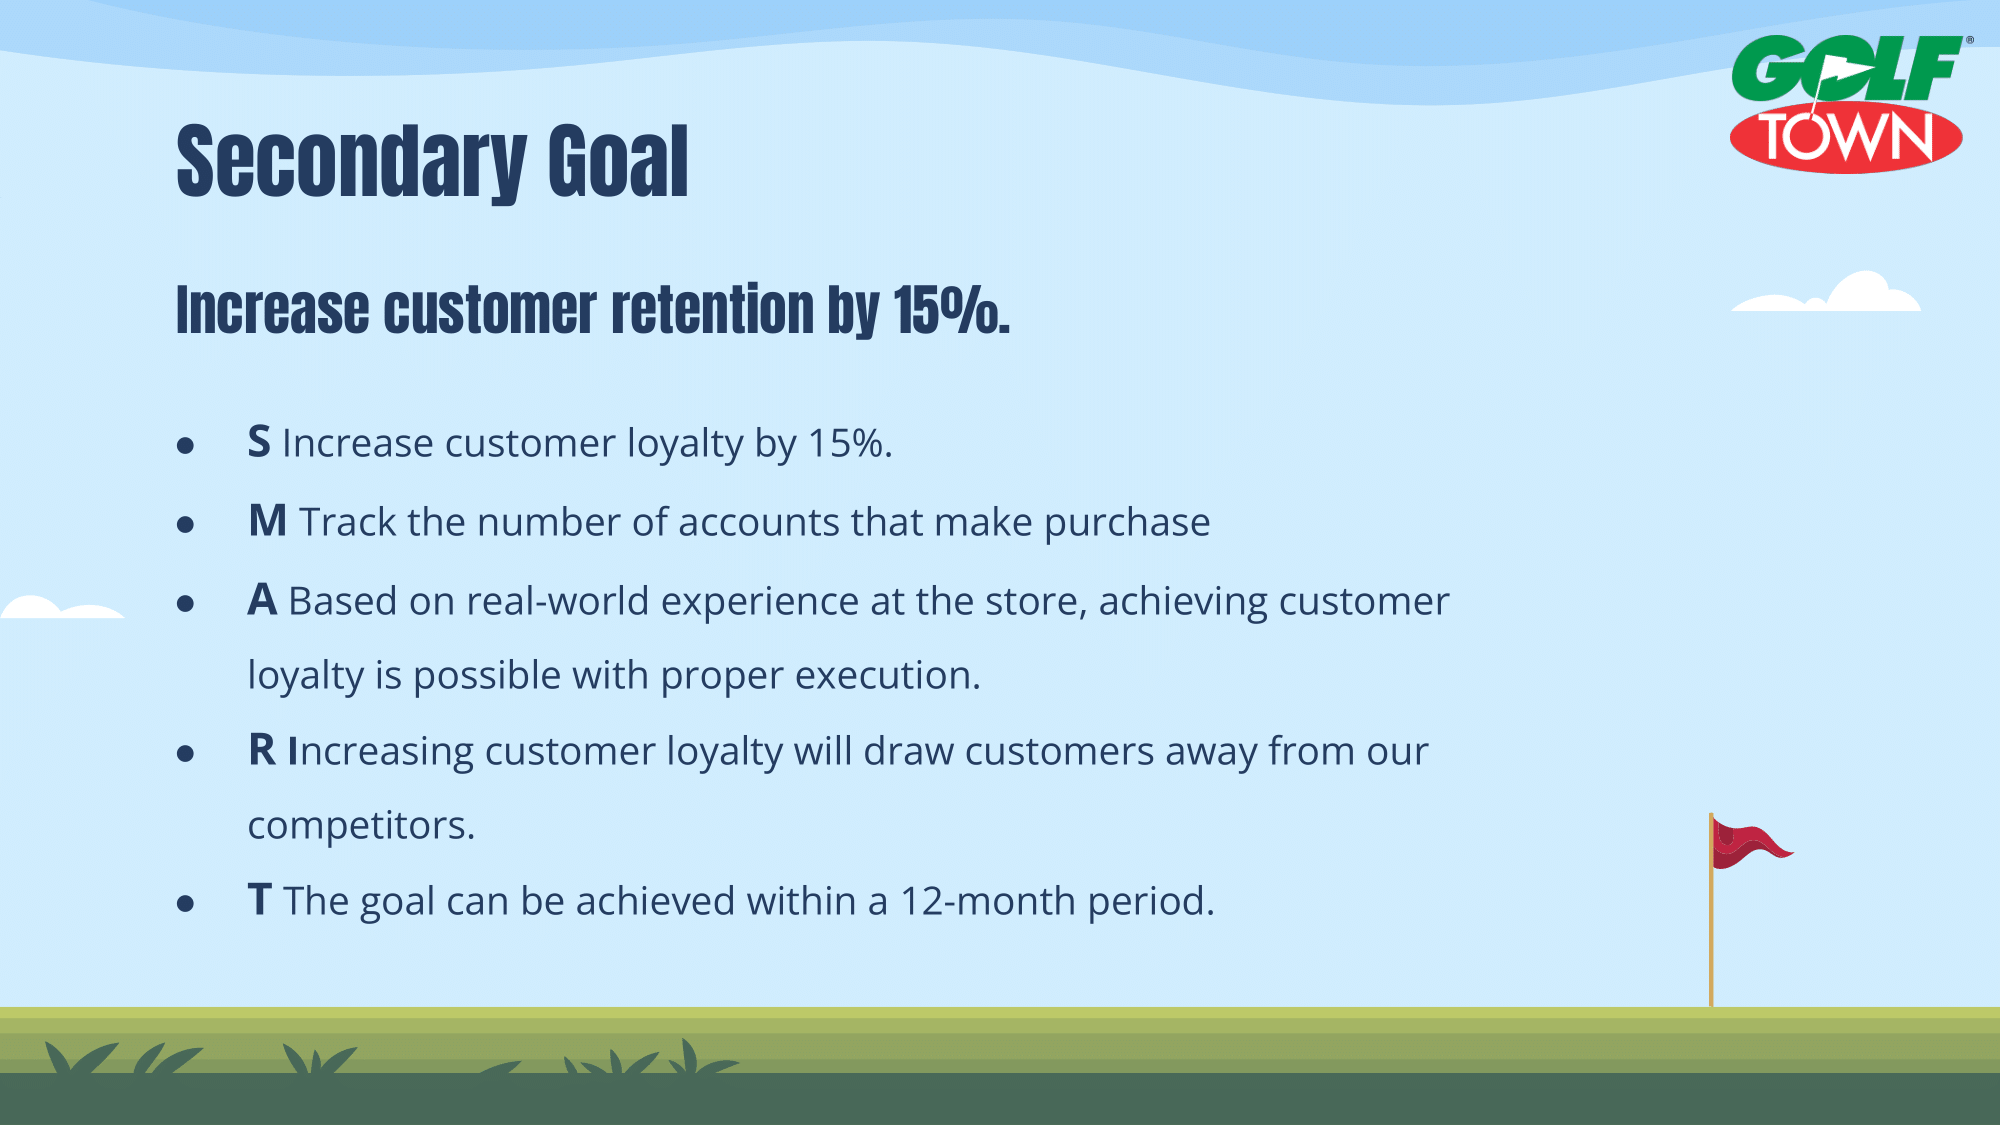 GOLF®
TOWN
Secondary Goal
Increase customer retention by 15%.
● S Increase customer loyalty by 15%.
● M Track the number of accounts that make purchase
● A Based on real-world experience at the store, achieving customer
loyalty is possible with proper execution.
● R Increasing customer loyalty will draw customers away from our
competitors.
● T The goal can be achieved within a 12-month period.